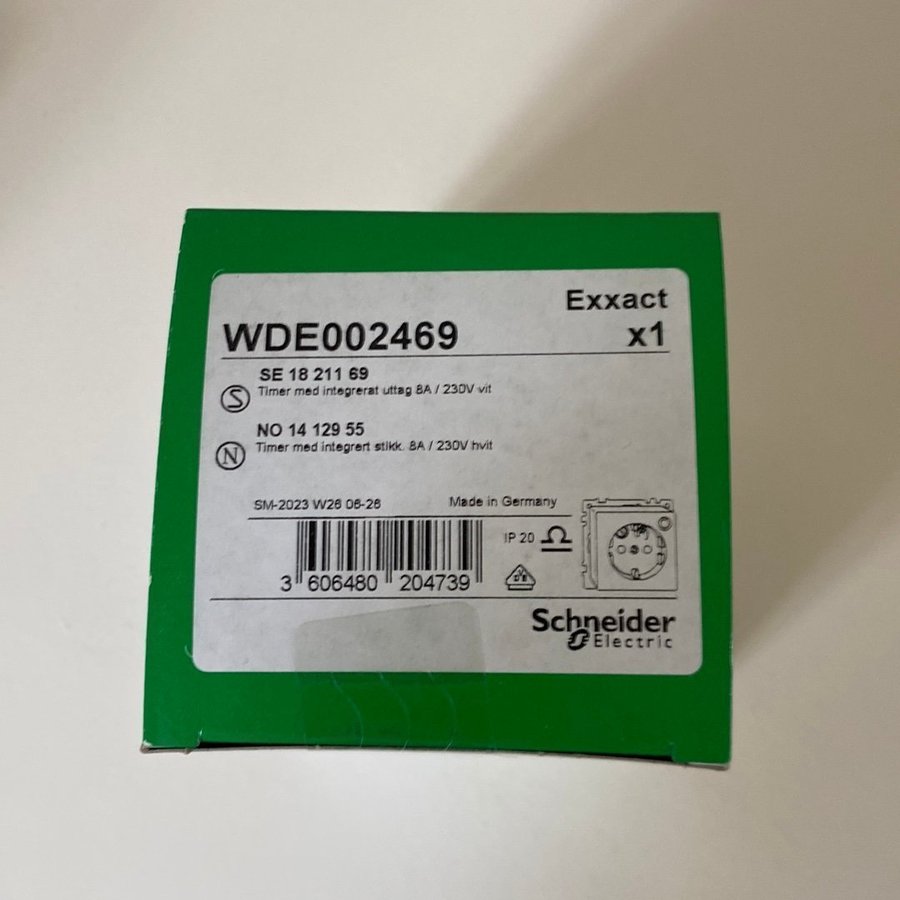 Exxact
WDE002469 x1
SE 18 211 69
S Timer med integrerat uttag 8A / 230V vit
NO 14 129 55
N Timer med integrert stikk. 8A / 230V hvit
SM-2023 W26 06-26 Made in Germany
IP 20
3 606480 204739
Schneider
Electric